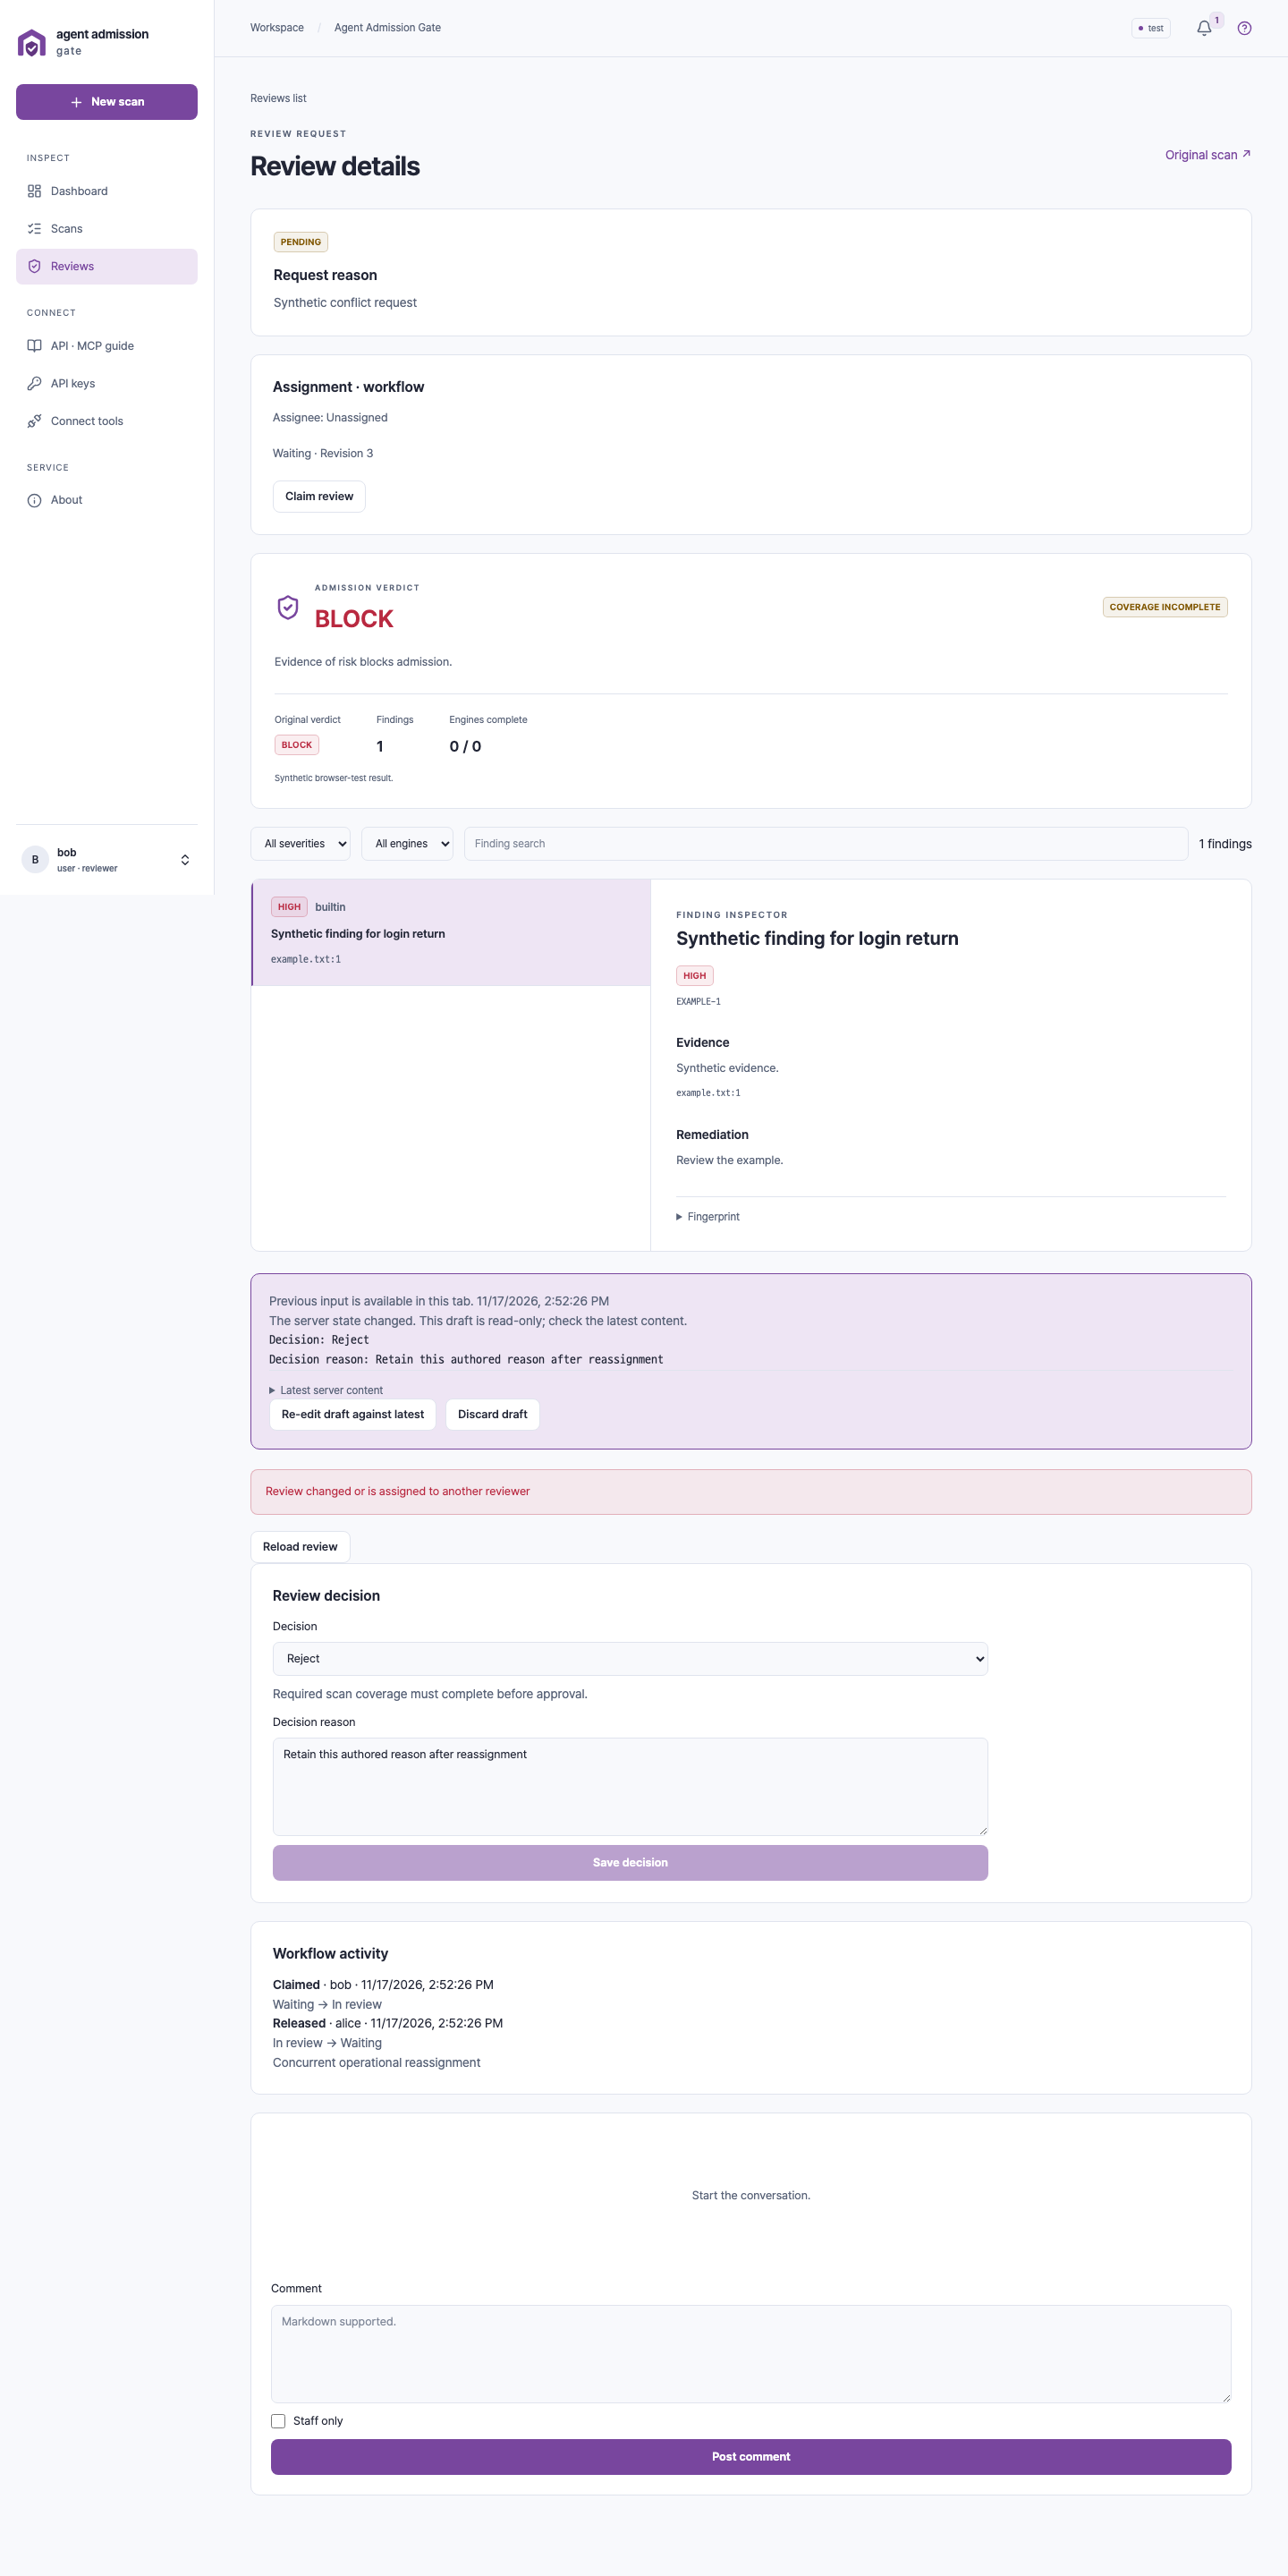 agent admission
gate
New scan
INSPECT
Dashboard
Scans
Reviews
CONNECT
API · MCP guide
API keys
Connect tools
SERVICE
About
B
bob
user · reviewer
Workspace / Agent Admission Gate
test
1
Reviews list
REVIEW REQUEST
Review details
Original scan ↗
PENDING
Request reason
Synthetic conflict request
Assignment · workflow
Assignee: Unassigned
Waiting · Revision 3
Claim review
ADMISSION VERDICT
BLOCK
COVERAGE INCOMPLETE
Evidence of risk blocks admission.
Original verdict Findings Engines complete
BLOCK 1 0 / 0
Synthetic browser-test result.
All severities All engines Finding search 1 findings
HIGH builtin
Synthetic finding for login return
example.txt:1
FINDING INSPECTOR
Synthetic finding for login return
HIGH
EXAMPLE-1
Evidence
Synthetic evidence.
example.txt:1
Remediation
Review the example.
Fingerprint
Previous input is available in this tab. 11/17/2026, 2:52:26 PM
The server state changed. This draft is read-only; check the latest content.
Decision: Reject
Decision reason: Retain this authored reason after reassignment
Latest server content
Re-edit draft against latest Discard draft
Review changed or is assigned to another reviewer
Reload review
Review decision
Decision
Reject
Required scan coverage must complete before approval.
Decision reason
Retain this authored reason after reassignment
Save decision
Workflow activity
Claimed · bob · 11/17/2026, 2:52:26 PM
Waiting → In review
Released · alice · 11/17/2026, 2:52:26 PM
In review → Waiting
Concurrent operational reassignment
Start the conversation.
Comment
Markdown supported.
Staff only
Post comment